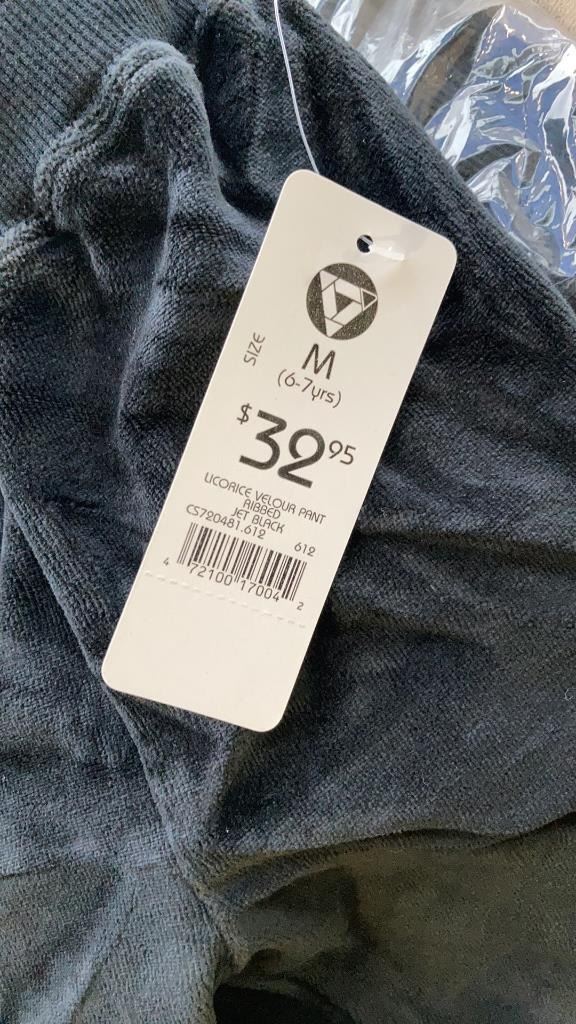 SIZE
M
(6-7yrs)
$32.95
LICORICE VELOUR PANT
RIBBED
JET BLACK
CS720481.612
612
4 72100 17004 2